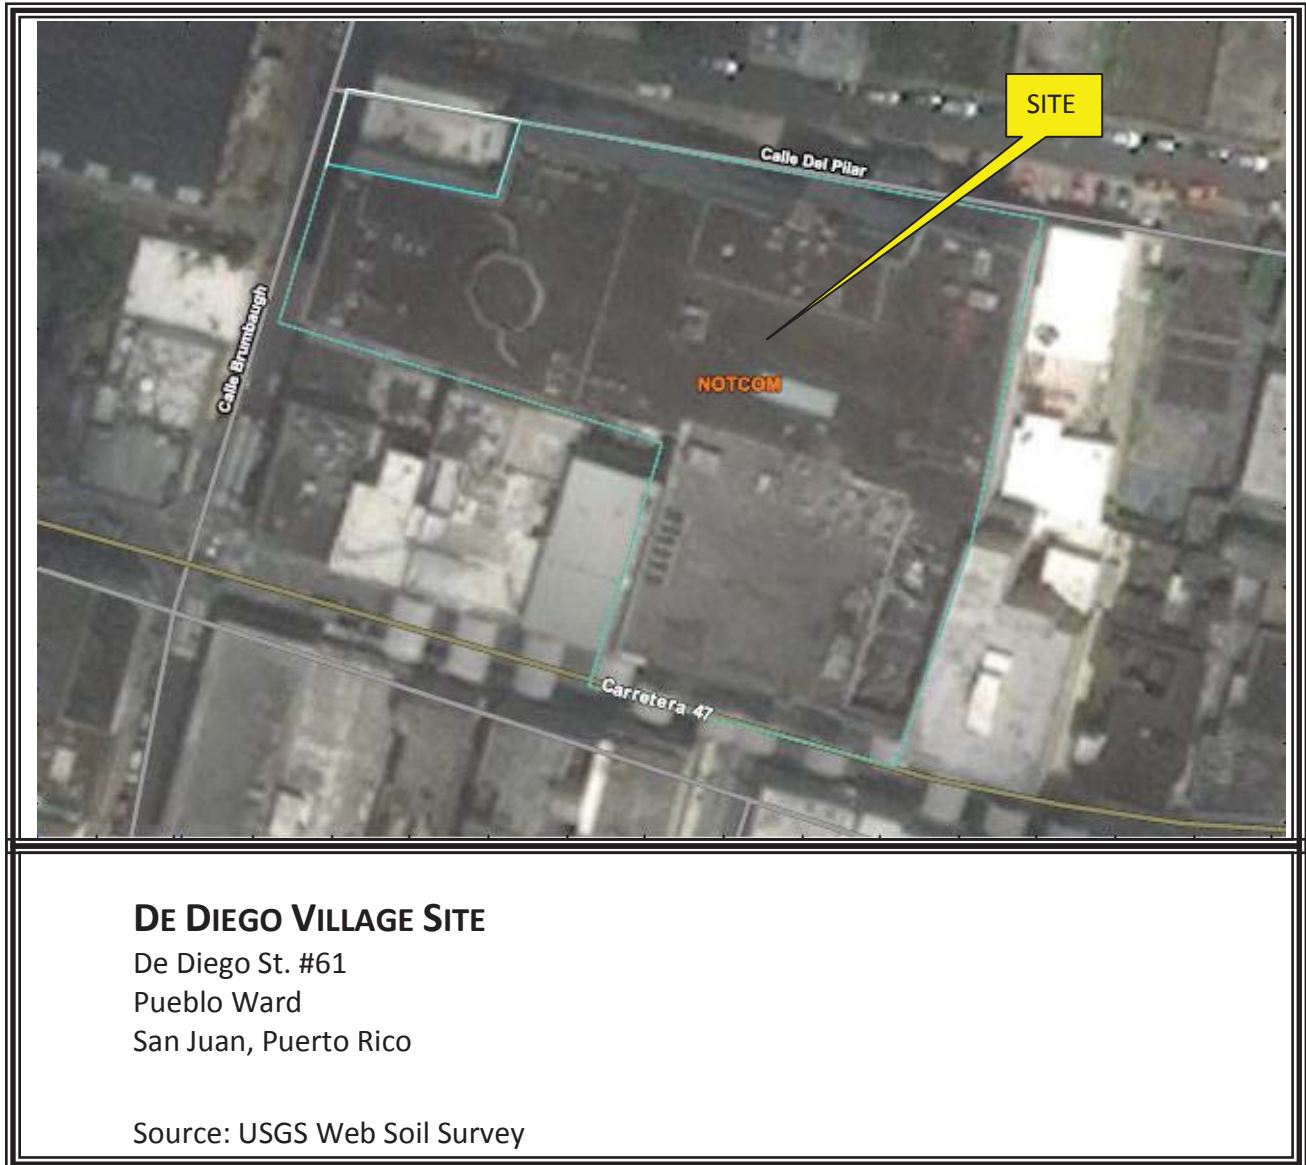 SITE
Calle Del Pilar
Calle Brumbaugh
NOTCOM
Carretera 47
DE DIEGO VILLAGE SITE
De Diego St. #61
Pueblo Ward
San Juan, Puerto Rico
Source: USGS Web Soil Survey